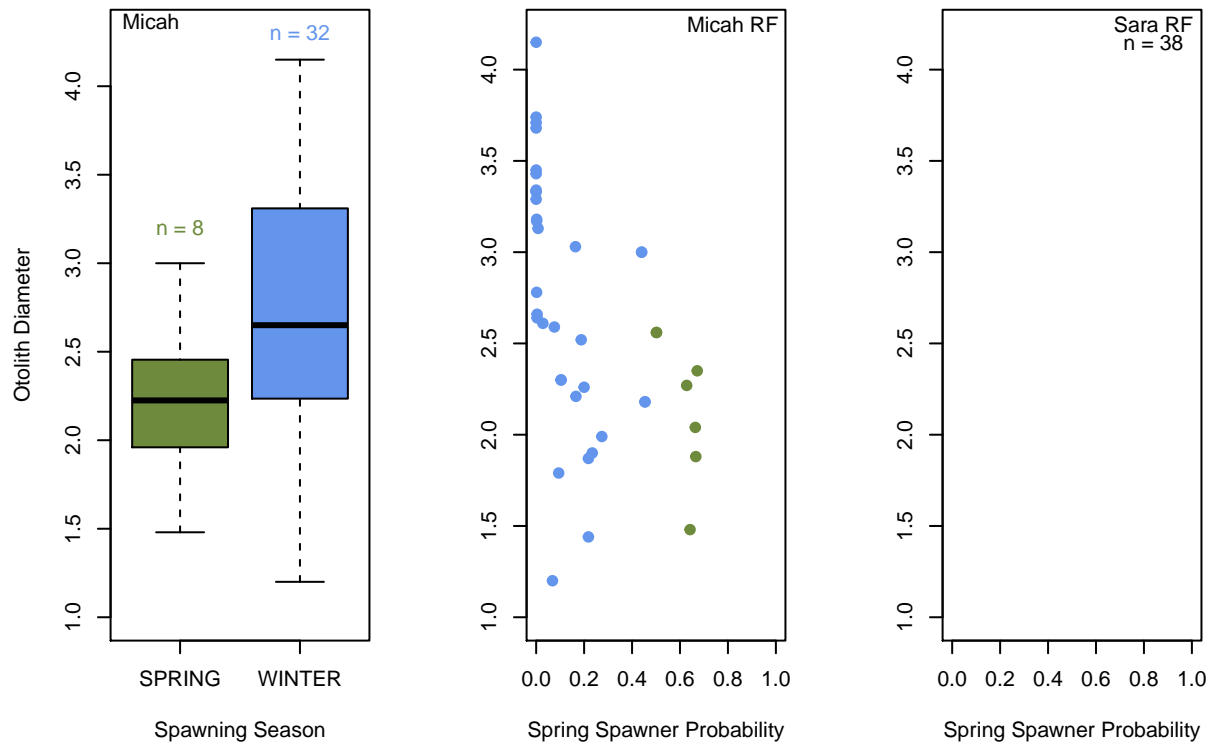 Micah
n = 32
n = 8
Otolith Diameter
1.0
1.5
2.0
2.5
3.0
3.5
4.0
SPRING WINTER
Spawning Season
Micah RF
1.0
1.5
2.0
2.5
3.0
3.5
4.0
0.0 0.2 0.4 0.6 0.8 1.0
Spring Spawner Probability
Sara RF
n = 38
1.0
1.5
2.0
2.5
3.0
3.5
4.0
0.0 0.2 0.4 0.6 0.8 1.0
Spring Spawner Probability